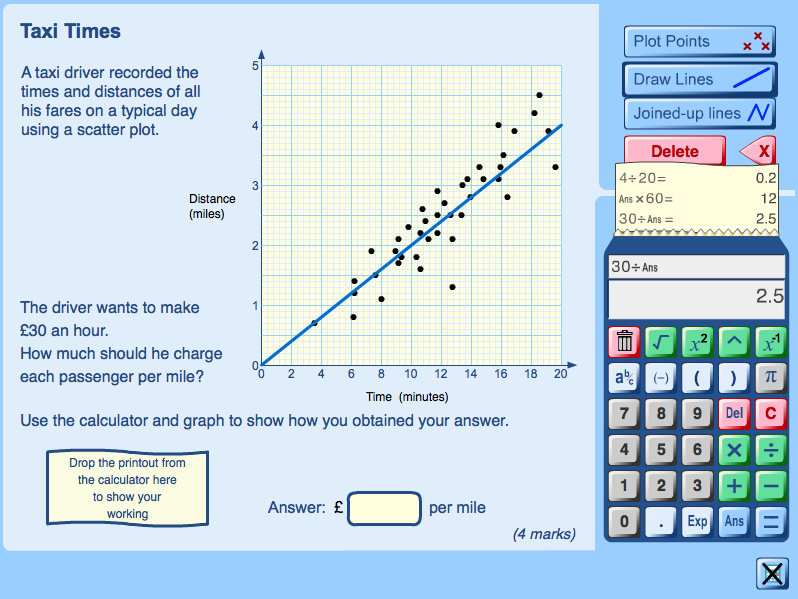 Taxi Times
A taxi driver recorded the
times and distances of all
his fares on a typical day
using a scatter plot.
Distance
(miles)
5
4
3
2
1
0
0 2 4 6 8 10 12 14 16 18 20
Time (minutes)
The driver wants to make
£30 an hour.
How much should he charge
each passenger per mile?
Use the calculator and graph to show how you obtained your answer.
Drop the printout from
the calculator here
to show your
working
Answer: £ per mile
(4 marks)
Plot Points
Draw Lines
Joined-up lines
Delete X
4÷20= 0.2
Ans×60= 12
30÷Ans= 2.5
30÷Ans
2.5
√ x² ^ x⁻¹
ab/c (−) ( ) π
7 8 9 Del C
4 5 6 × ÷
1 2 3 + −
0 . Exp Ans =